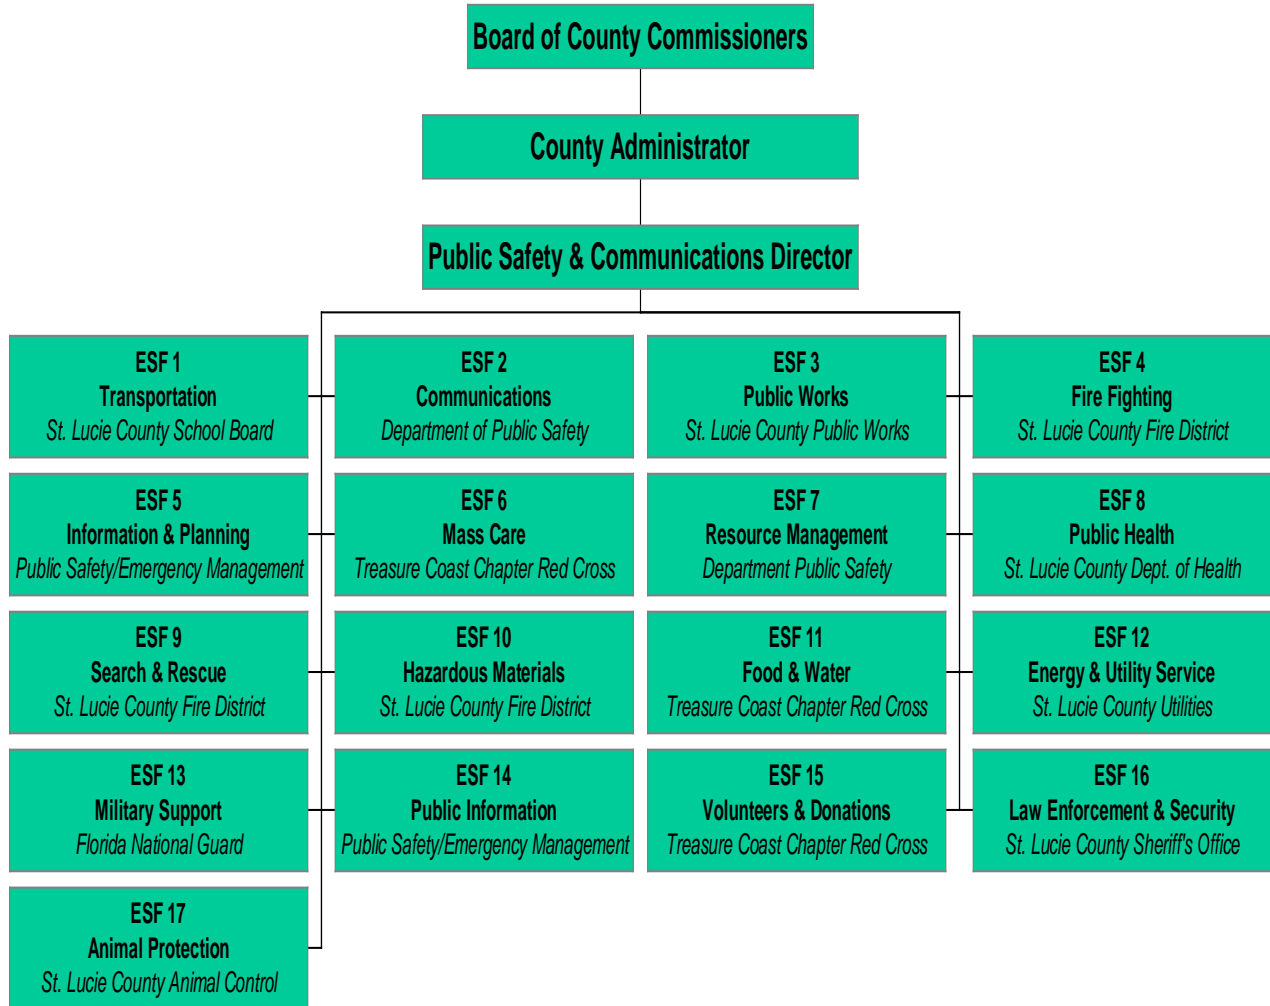 Board of County Commissioners
County Administrator
Public Safety & Communications Director
ESF 1
Transportation
St. Lucie County School Board
ESF 2
Communications
Department of Public Safety
ESF 3
Public Works
St. Lucie County Public Works
ESF 4
Fire Fighting
St. Lucie County Fire District
ESF 5
Information & Planning
Public Safety/Emergency Management
ESF 6
Mass Care
Treasure Coast Chapter Red Cross
ESF 7
Resource Management
Department Public Safety
ESF 8
Public Health
St. Lucie County Dept. of Health
ESF 9
Search & Rescue
St. Lucie County Fire District
ESF 10
Hazardous Materials
St. Lucie County Fire District
ESF 11
Food & Water
Treasure Coast Chapter Red Cross
ESF 12
Energy & Utility Service
St. Lucie County Utilities
ESF 13
Military Support
Florida National Guard
ESF 14
Public Information
Public Safety/Emergency Management
ESF 15
Volunteers & Donations
Treasure Coast Chapter Red Cross
ESF 16
Law Enforcement & Security
St. Lucie County Sheriff's Office
ESF 17
Animal Protection
St. Lucie County Animal Control